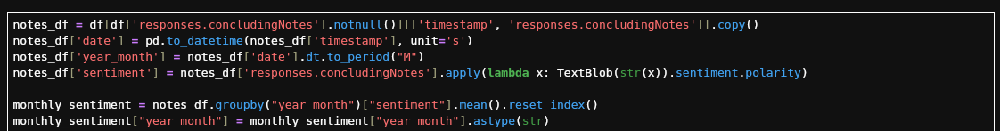 notes_df = df[df['responses.concludingNotes'].notnull()][['timestamp', 'responses.concludingNotes']].copy()
notes_df['date'] = pd.to_datetime(notes_df['timestamp'], unit='s')
notes_df['year_month'] = notes_df['date'].dt.to_period("M")
notes_df['sentiment'] = notes_df['responses.concludingNotes'].apply(lambda x: TextBlob(str(x)).sentiment.polarity)
monthly_sentiment = notes_df.groupby("year_month")["sentiment"].mean().reset_index()
monthly_sentiment["year_month"] = monthly_sentiment["year_month"].astype(str)